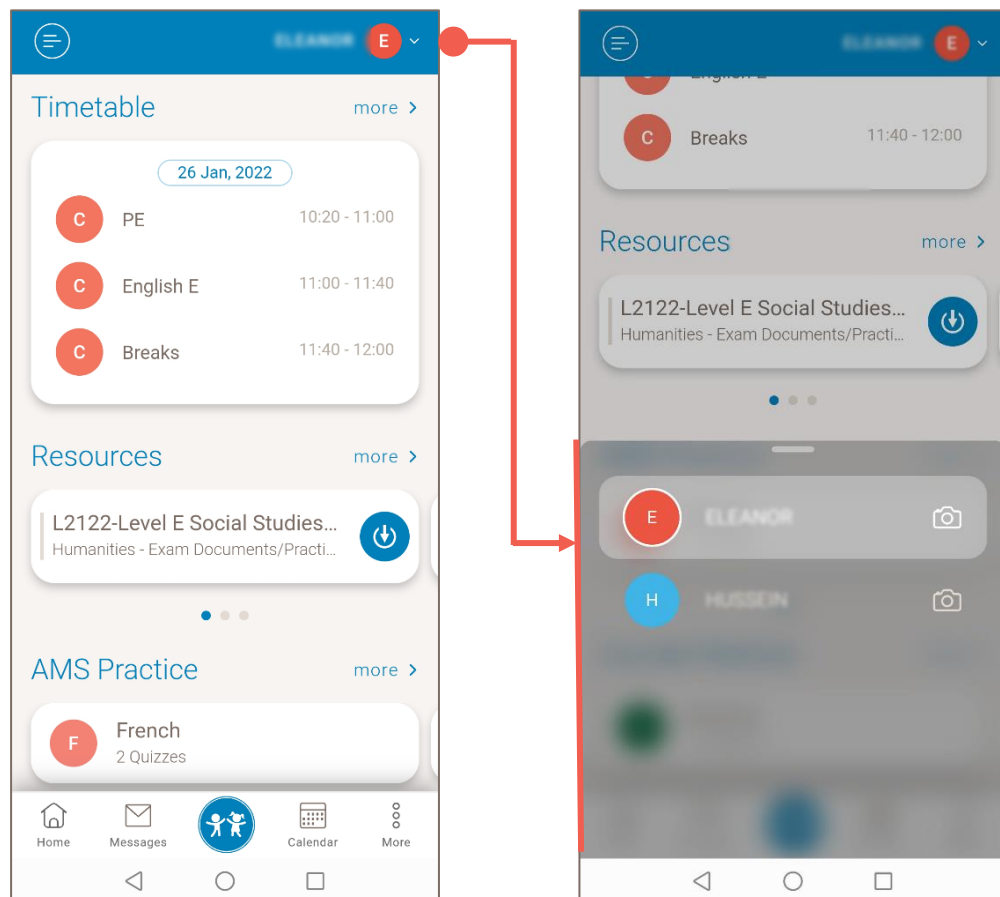 ELEANOR E
Timetable more >
26 Jan, 2022
C PE 10:20 - 11:00
C English E 11:00 - 11:40
C Breaks 11:40 - 12:00
Resources more >
L2122-Level E Social Studies...
Humanities - Exam Documents/Practi...
AMS Practice more >
F French
2 Quizzes
Home Messages Calendar More
ELEANOR E
English E
C Breaks 11:40 - 12:00
Resources more >
L2122-Level E Social Studies...
Humanities - Exam Documents/Practi...
E ELEANOR
H HUSSEIN